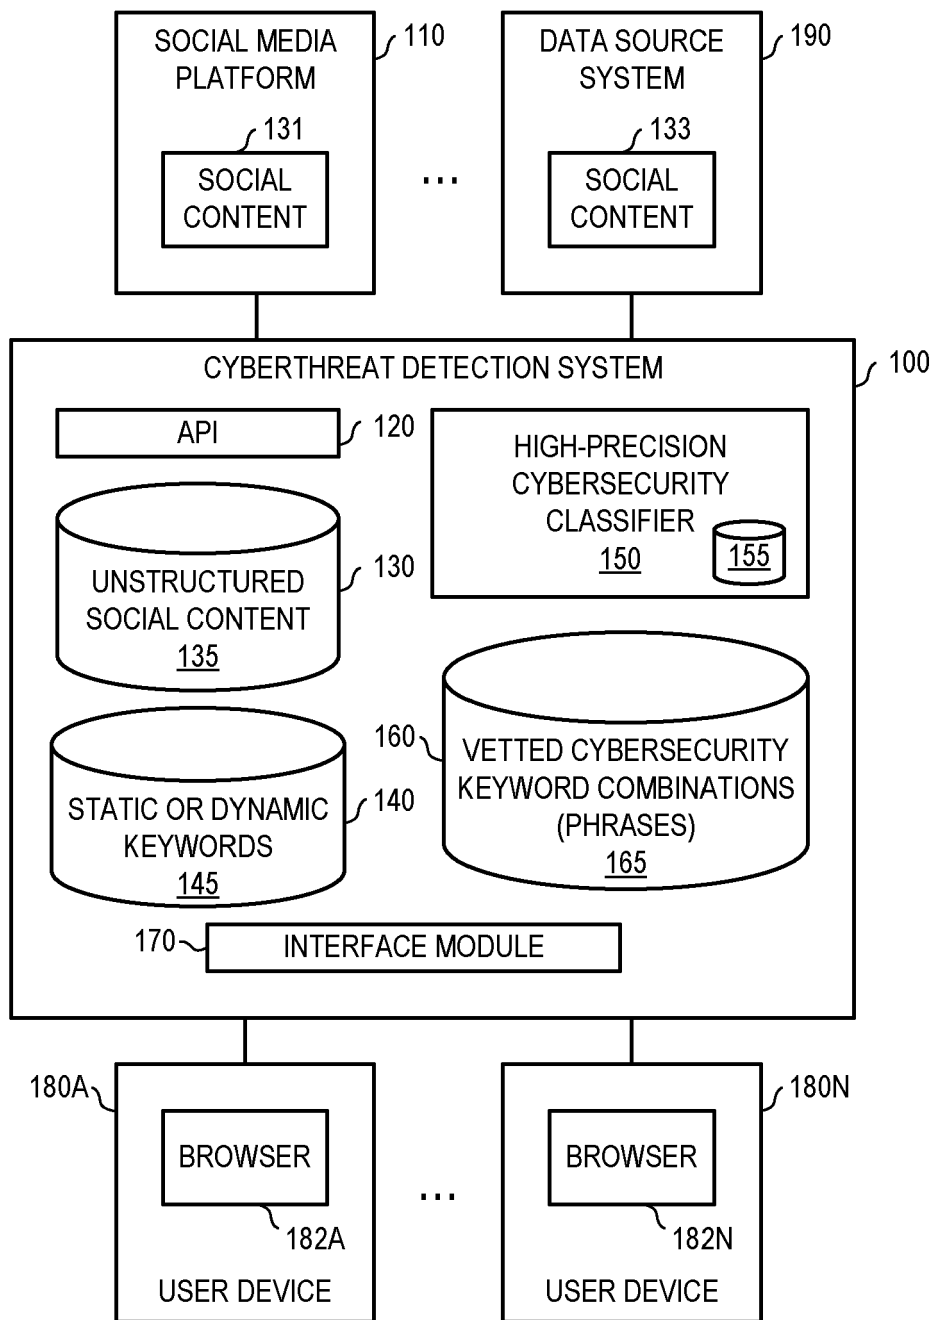 SOCIAL MEDIA
PLATFORM
110
131
SOCIAL
CONTENT
...
DATA SOURCE
SYSTEM
190
133
SOCIAL
CONTENT
CYBERTHREAT DETECTION SYSTEM
100
API
120
HIGH-PRECISION
CYBERSECURITY
CLASSIFIER
150
155
UNSTRUCTURED
SOCIAL CONTENT
135
130
STATIC OR DYNAMIC
KEYWORDS
145
140
160
VETTED CYBERSECURITY
KEYWORD COMBINATIONS
(PHRASES)
165
170
INTERFACE MODULE
180A
BROWSER
182A
USER DEVICE
...
180N
BROWSER
182N
USER DEVICE